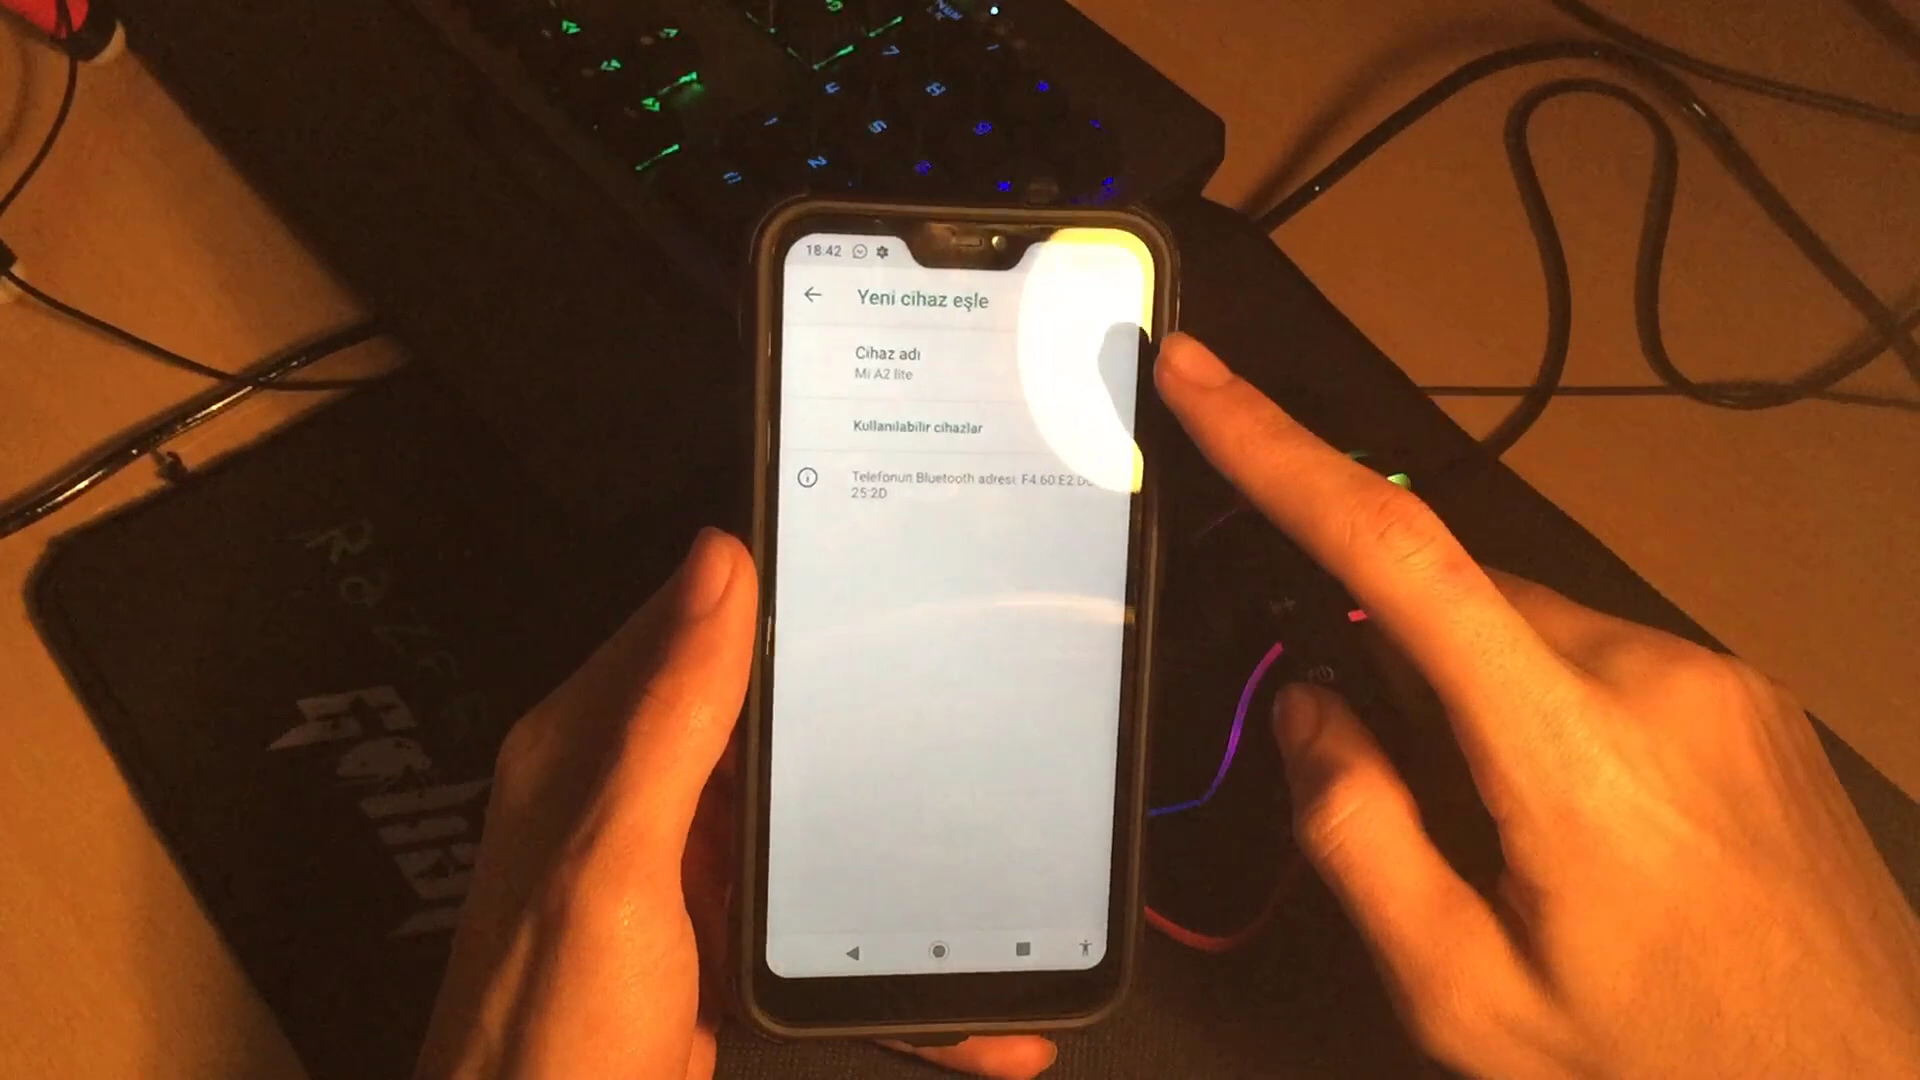 18:42
Yeni cihaz eşle
Cihaz adı
Mi A2 lite
Kullanılabilir cihazlar
Telefonun Bluetooth adresi: F4:60:E2:
25:2D